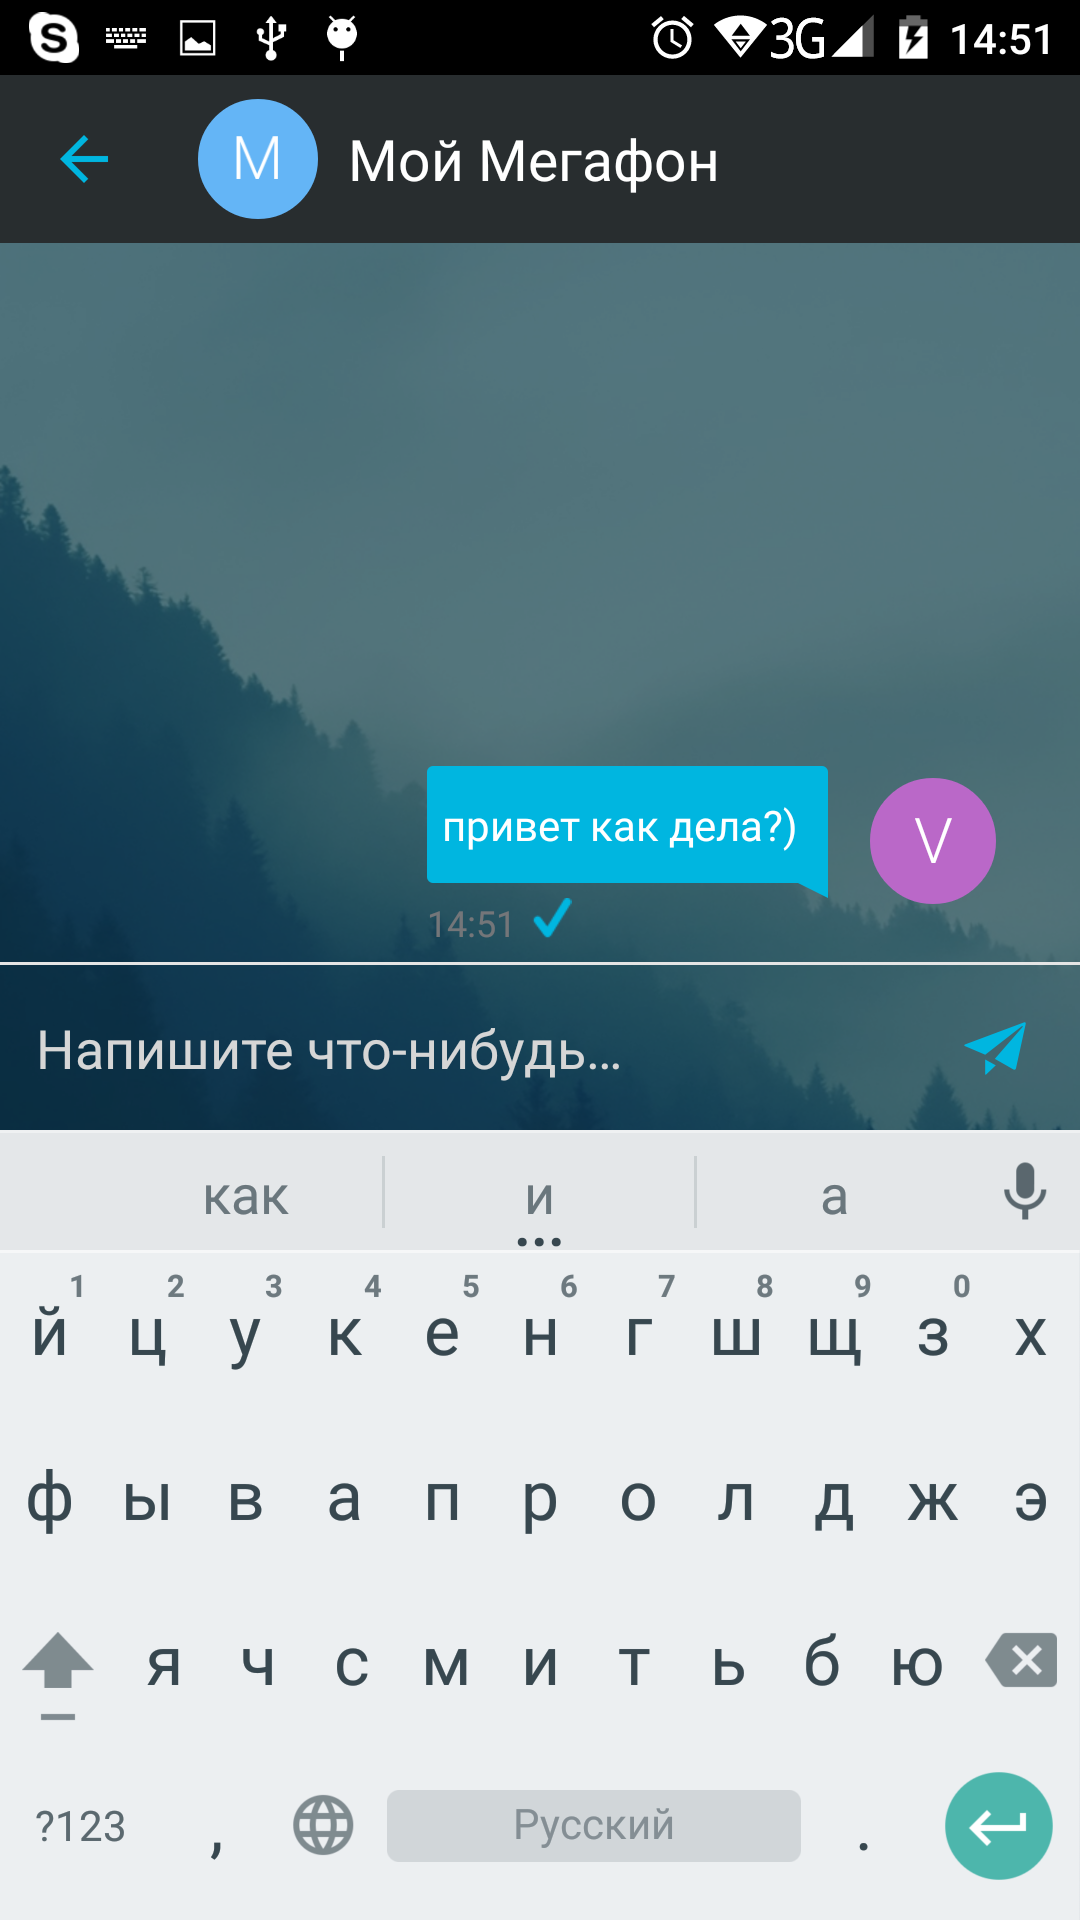 S 3G 14:51
M Мой Мегафон
привет как дела?)
V
14:51
Напишите что-нибудь...
как и а
1 2 3 4 5 6 7 8 9 0
й ц у к е н г ш щ з х
ф ы в а п р о л д ж э
я ч с м и т ь б ю
?123 , Русский .